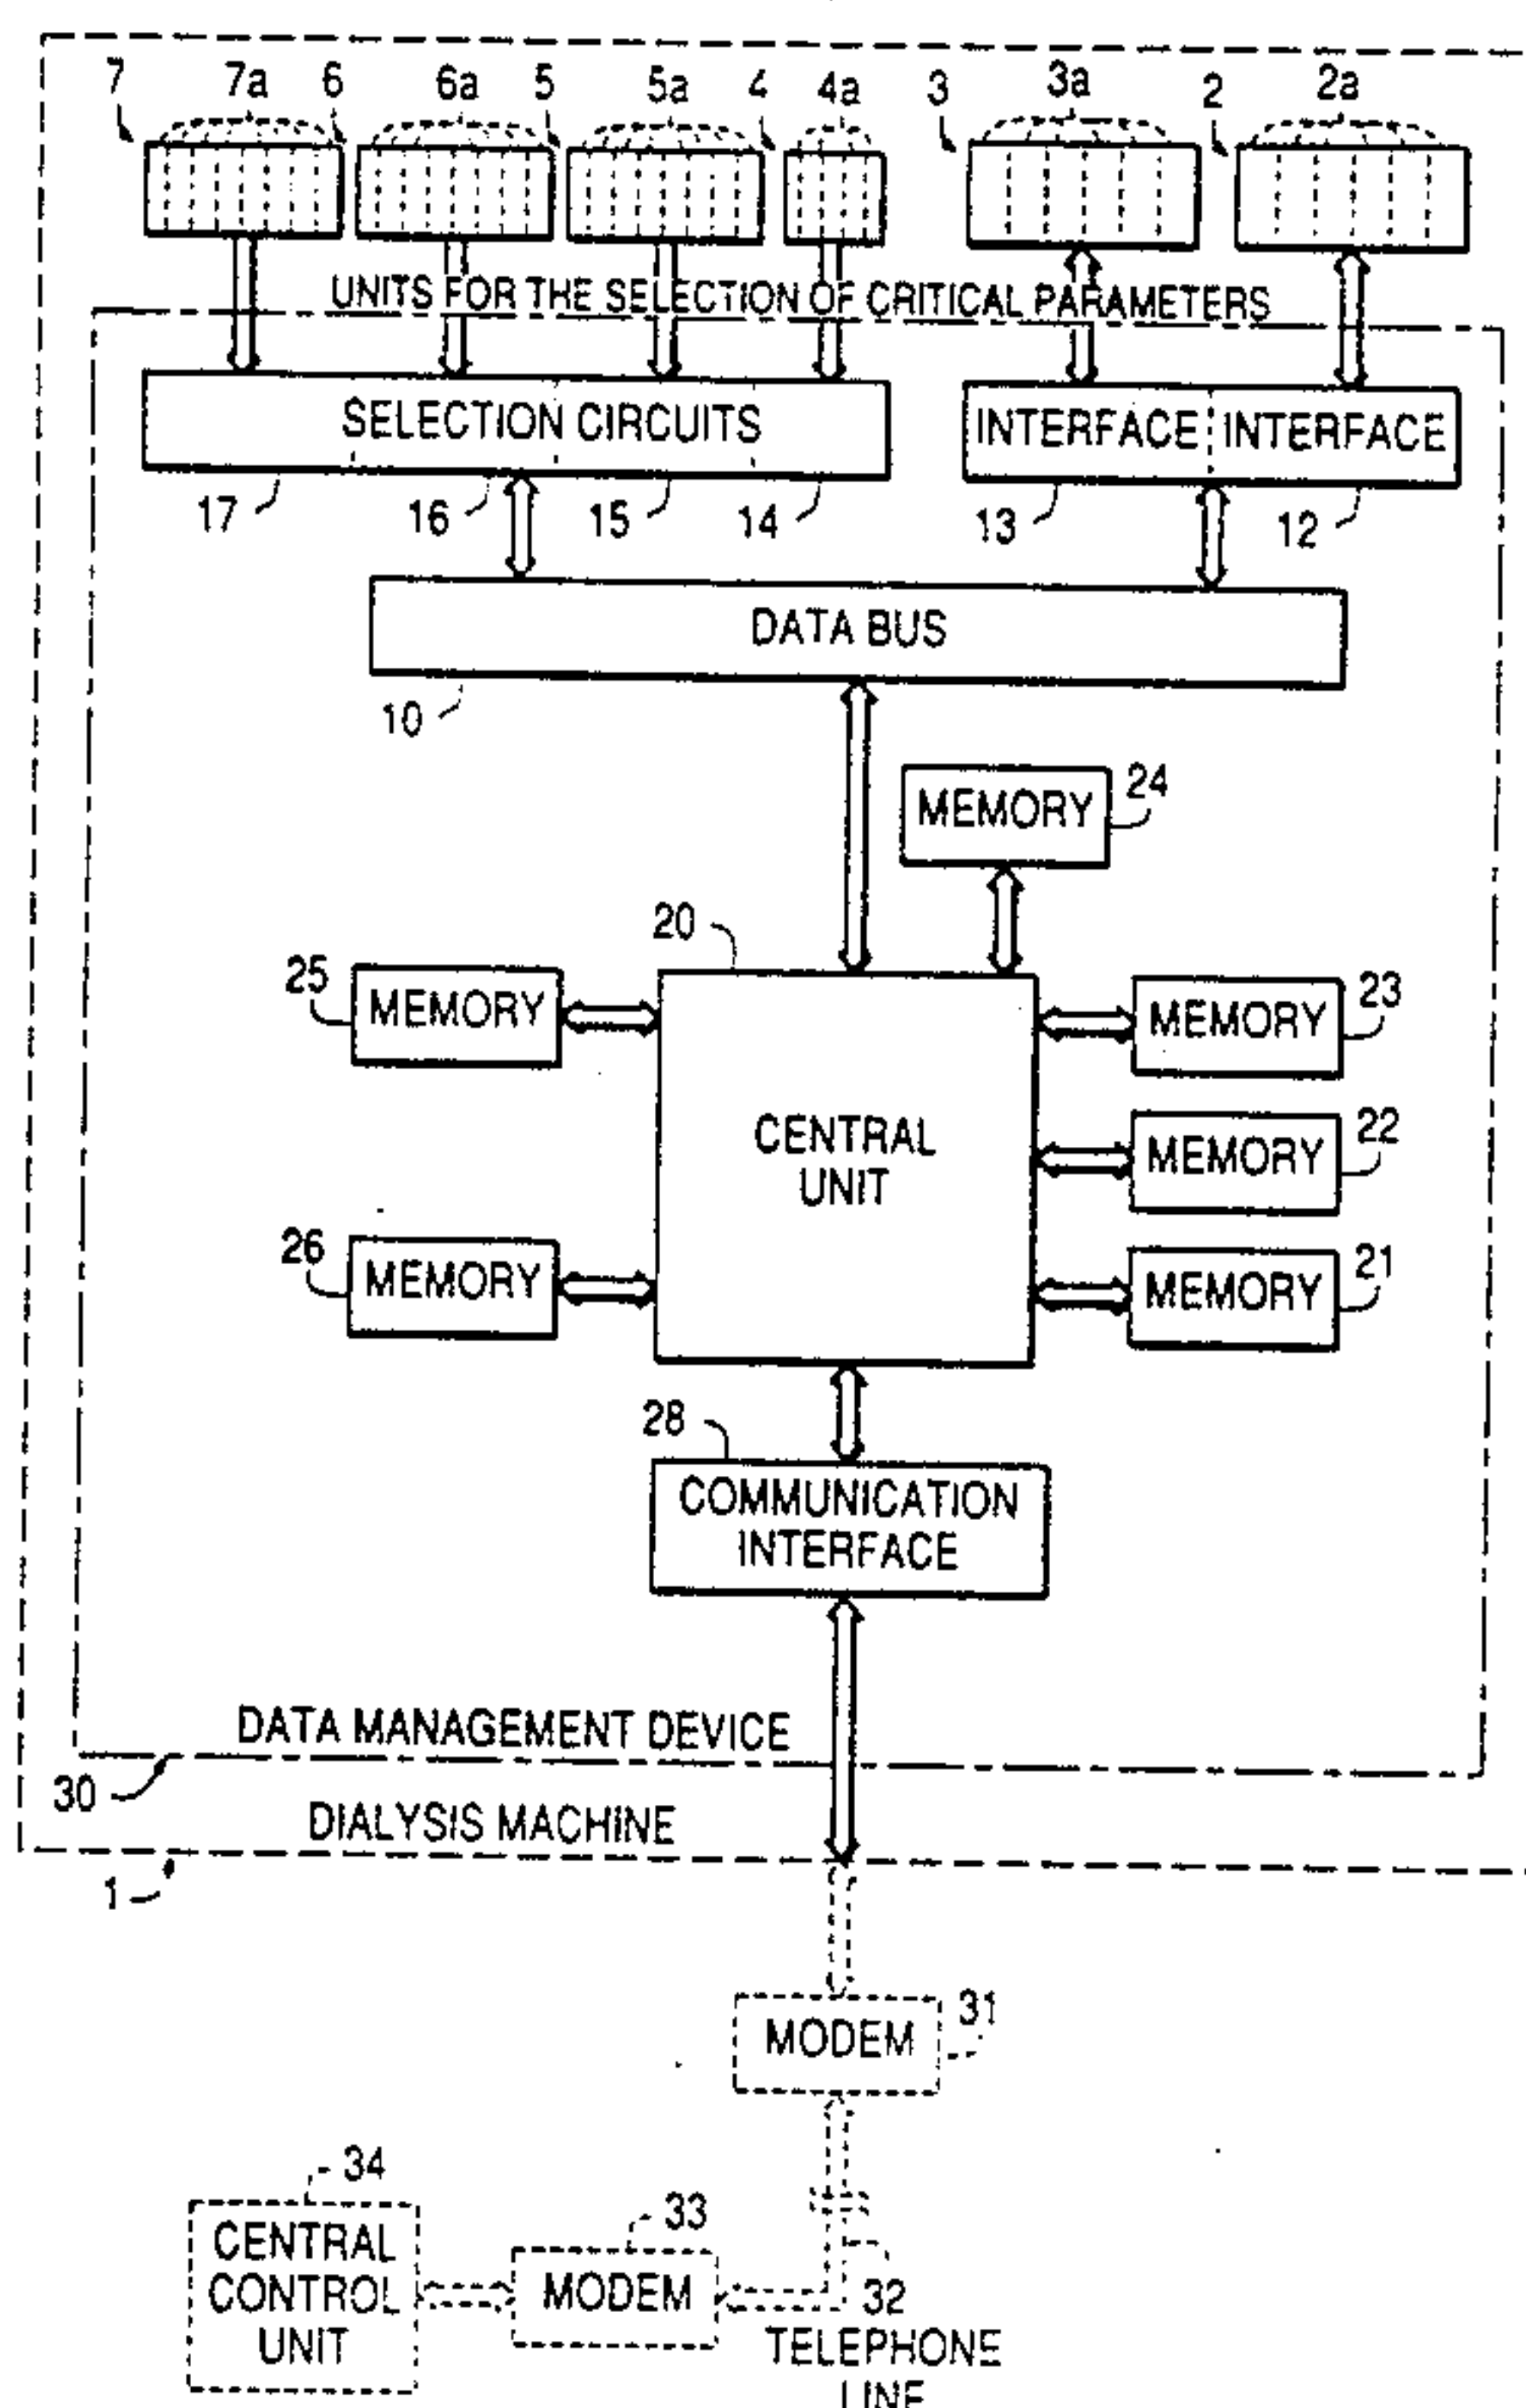 7 7a 6 6a 5 5a 4 4a 3 3a 2 2a
UNITS FOR THE SELECTION OF CRITICAL PARAMETERS
SELECTION CIRCUITS
INTERFACE INTERFACE
17 16 15 14 13 12
DATA BUS
10
MEMORY 24
20
25 MEMORY
MEMORY 23
CENTRAL
UNIT
MEMORY 22
26 MEMORY
MEMORY 21
28
COMMUNICATION
INTERFACE
DATA MANAGEMENT DEVICE
30
DIALYSIS MACHINE
1
MODEM 31
34
CENTRAL
CONTROL
UNIT
33
MODEM
32
TELEPHONE
LINE